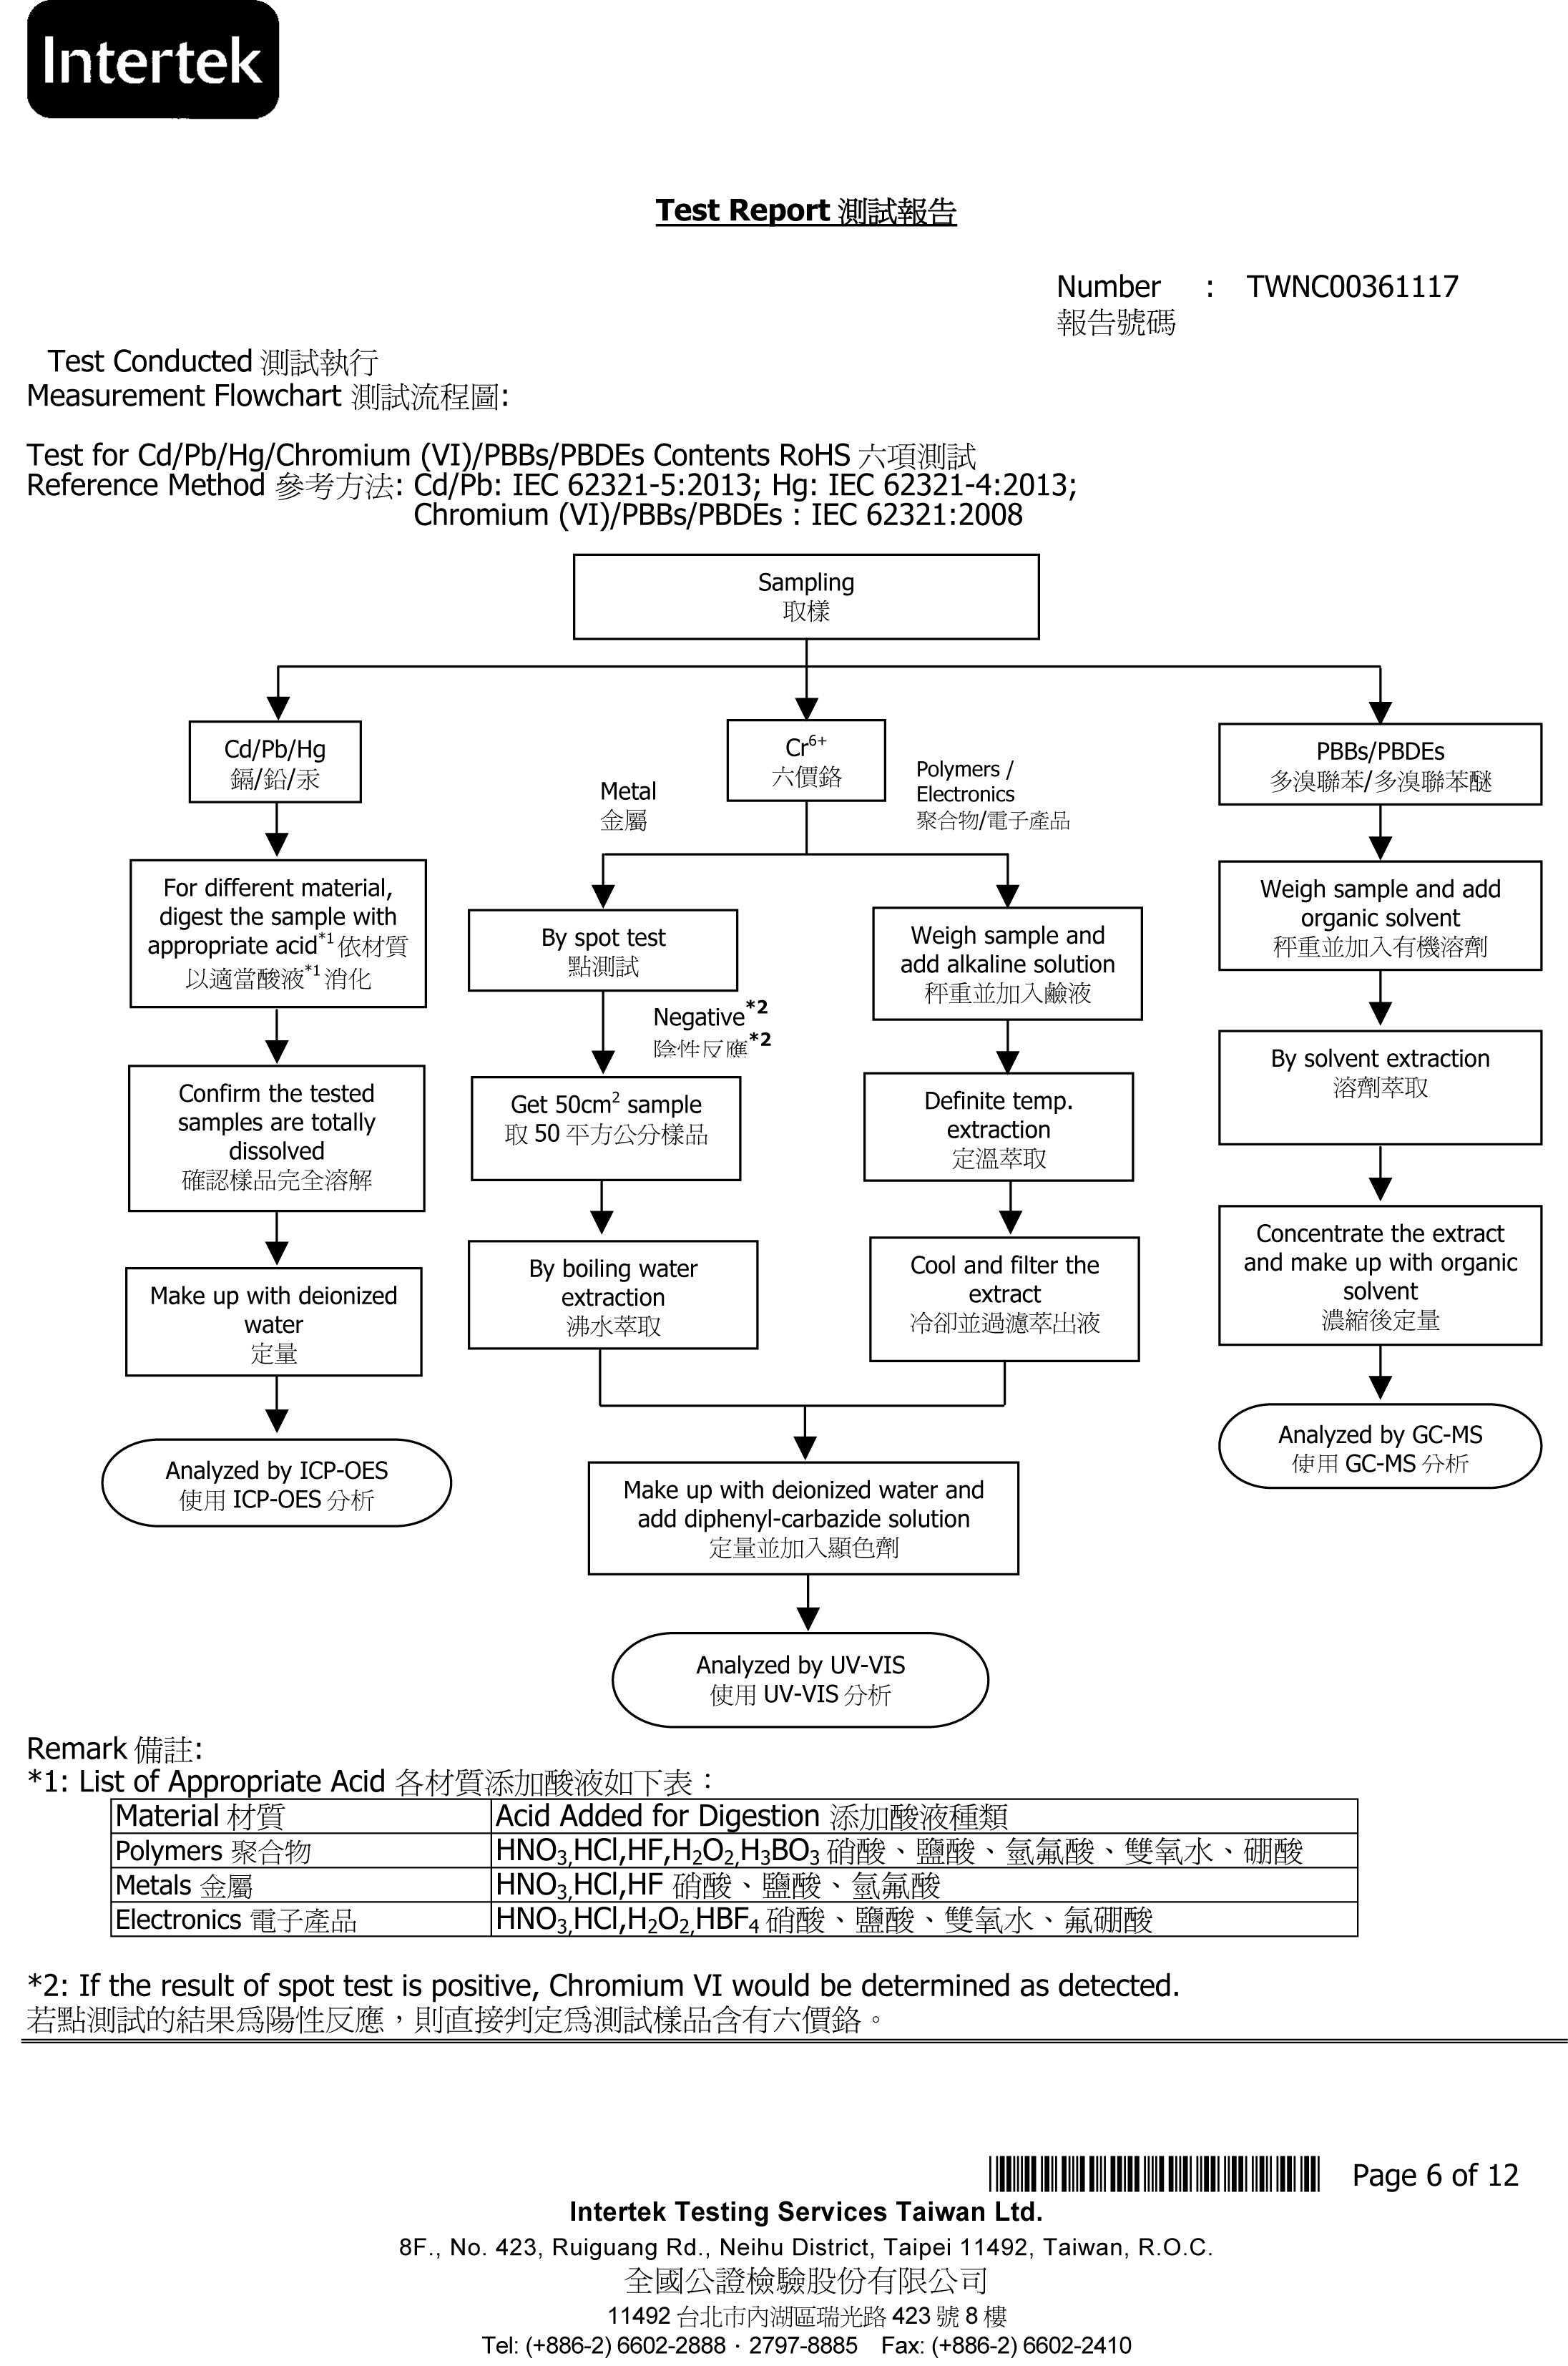 Intertek
Test Report 測試報告
Number : TWNC00361117
報告號碼
Test Conducted 測試執行
Measurement Flowchart 測試流程圖:
Test for Cd/Pb/Hg/Chromium (VI)/PBBs/PBDEs Contents RoHS 六項測試
Reference Method 參考方法: Cd/Pb: IEC 62321-5:2013; Hg: IEC 62321-4:2013;
Chromium (VI)/PBBs/PBDEs : IEC 62321:2008
Sampling
取樣
Cd/Pb/Hg
鎘/鉛/汞
For different material,
digest the sample with
appropriate acid*1 依材質
以適當酸液*1 消化
Confirm the tested
samples are totally
dissolved
確認樣品完全溶解
Make up with deionized
water
定量
Analyzed by ICP-OES
使用 ICP-OES 分析
Cr6+
六價鉻
Metal
金屬
By spot test
點測試
Negative*2
陰性反應*2
Get 50cm2 sample
取 50 平方公分樣品
By boiling water
extraction
沸水萃取
Polymers /
Electronics
聚合物/電子產品
Weigh sample and
add alkaline solution
秤重並加入鹼液
Definite temp.
extraction
定溫萃取
Cool and filter the
extract
冷卻並過濾萃出液
Make up with deionized water and
add diphenyl-carbazide solution
定量並加入顯色劑
Analyzed by UV-VIS
使用 UV-VIS 分析
PBBs/PBDEs
多溴聯苯/多溴聯苯醚
Weigh sample and add
organic solvent
秤重並加入有機溶劑
By solvent extraction
溶劑萃取
Concentrate the extract
and make up with organic
solvent
濃縮後定量
Analyzed by GC-MS
使用 GC-MS 分析
Remark 備註:
*1: List of Appropriate Acid 各材質添加酸液如下表：
Material 材質 Acid Added for Digestion 添加酸液種類
Polymers 聚合物 HNO3,HCl,HF,H2O2,H3BO3 硝酸、鹽酸、氫氟酸、雙氧水、硼酸
Metals 金屬 HNO3,HCl,HF 硝酸、鹽酸、氫氟酸
Electronics 電子產品 HNO3,HCl,H2O2,HBF4 硝酸、鹽酸、雙氧水、氟硼酸
*2: If the result of spot test is positive, Chromium VI would be determined as detected.
若點測試的結果爲陽性反應，則直接判定爲測試樣品含有六價鉻。
Page 6 of 12
Intertek Testing Services Taiwan Ltd.
8F., No. 423, Ruiguang Rd., Neihu District, Taipei 11492, Taiwan, R.O.C.
全國公證檢驗股份有限公司
11492 台北市內湖區瑞光路 423 號 8 樓
Tel: (+886-2) 6602-2888 · 2797-8885 Fax: (+886-2) 6602-2410